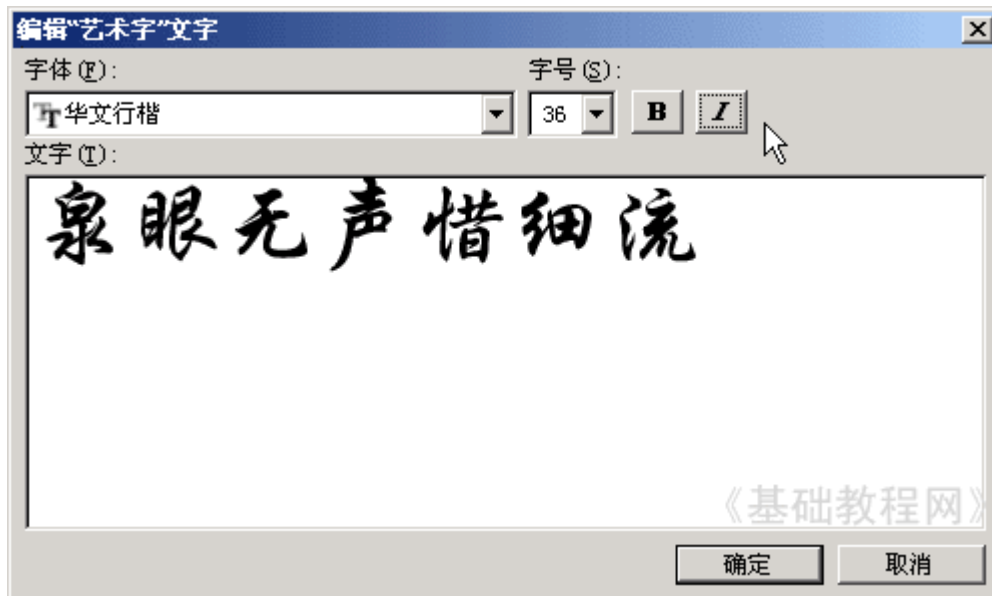 编辑“艺术字”文字
字体(F): 字号(S):
华文行楷 36 B I
文字(T):
泉眼无声惜细流
《基础教程网》
确定 取消